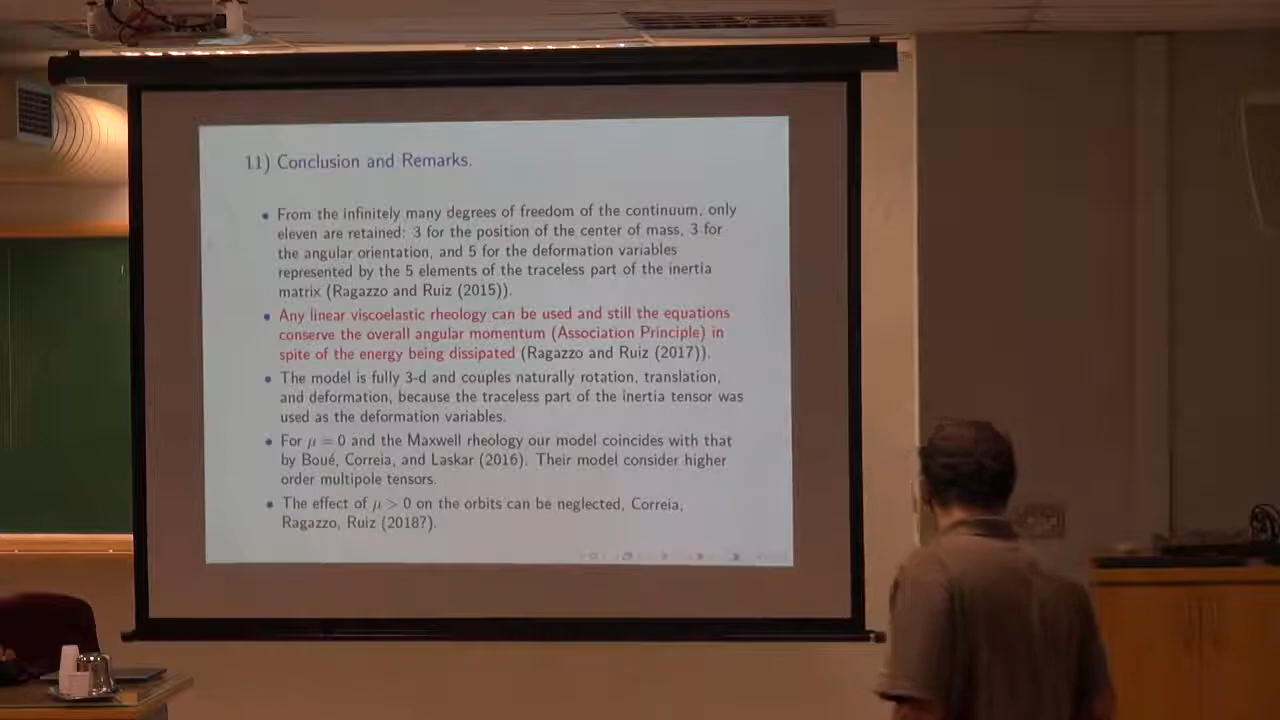 11) Conclusion and Remarks.
• From the infinitely many degrees of freedom of the continuum, only
eleven are retained: 3 for the position of the center of mass, 3 for
the angular orientation, and 5 for the deformation variables
represented by the 5 elements of the traceless part of the inertia
matrix (Ragazzo and Ruiz (2015)).
• Any linear viscoelastic rheology can be used and still the equations
conserve the overall angular momentum (Association Principle) in
spite of the energy being dissipated (Ragazzo and Ruiz (2017)).
• The model is fully 3-d and couples naturally rotation, translation,
and deformation, because the traceless part of the inertia tensor was
used as the deformation variables.
• For μ = 0 and the Maxwell rheology our model coincides with that
by Boué, Correia, and Laskar (2016). Their model consider higher
order multipole tensors.
• The effect of μ > 0 on the orbits can be neglected, Correia,
Ragazzo, Ruiz (2018?).